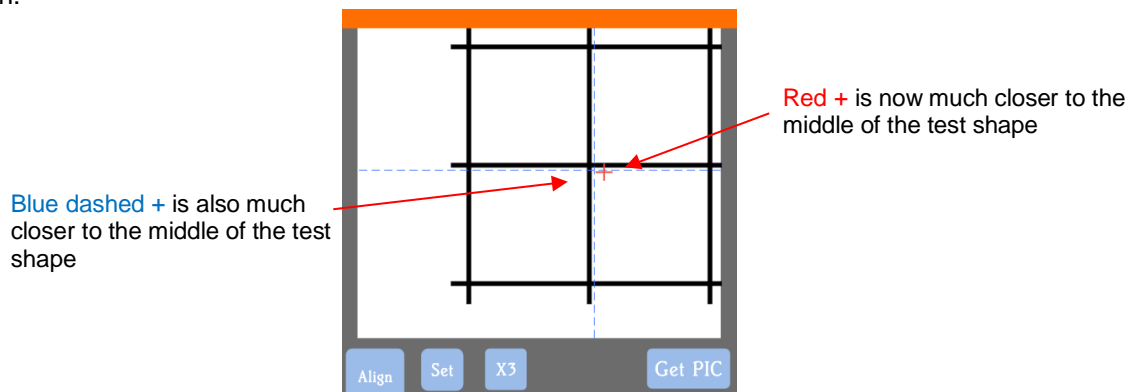 Red + is now much closer to the
middle of the test shape
Blue dashed + is also much
closer to the middle of the test
shape
Align
Set
X3
Get PIC